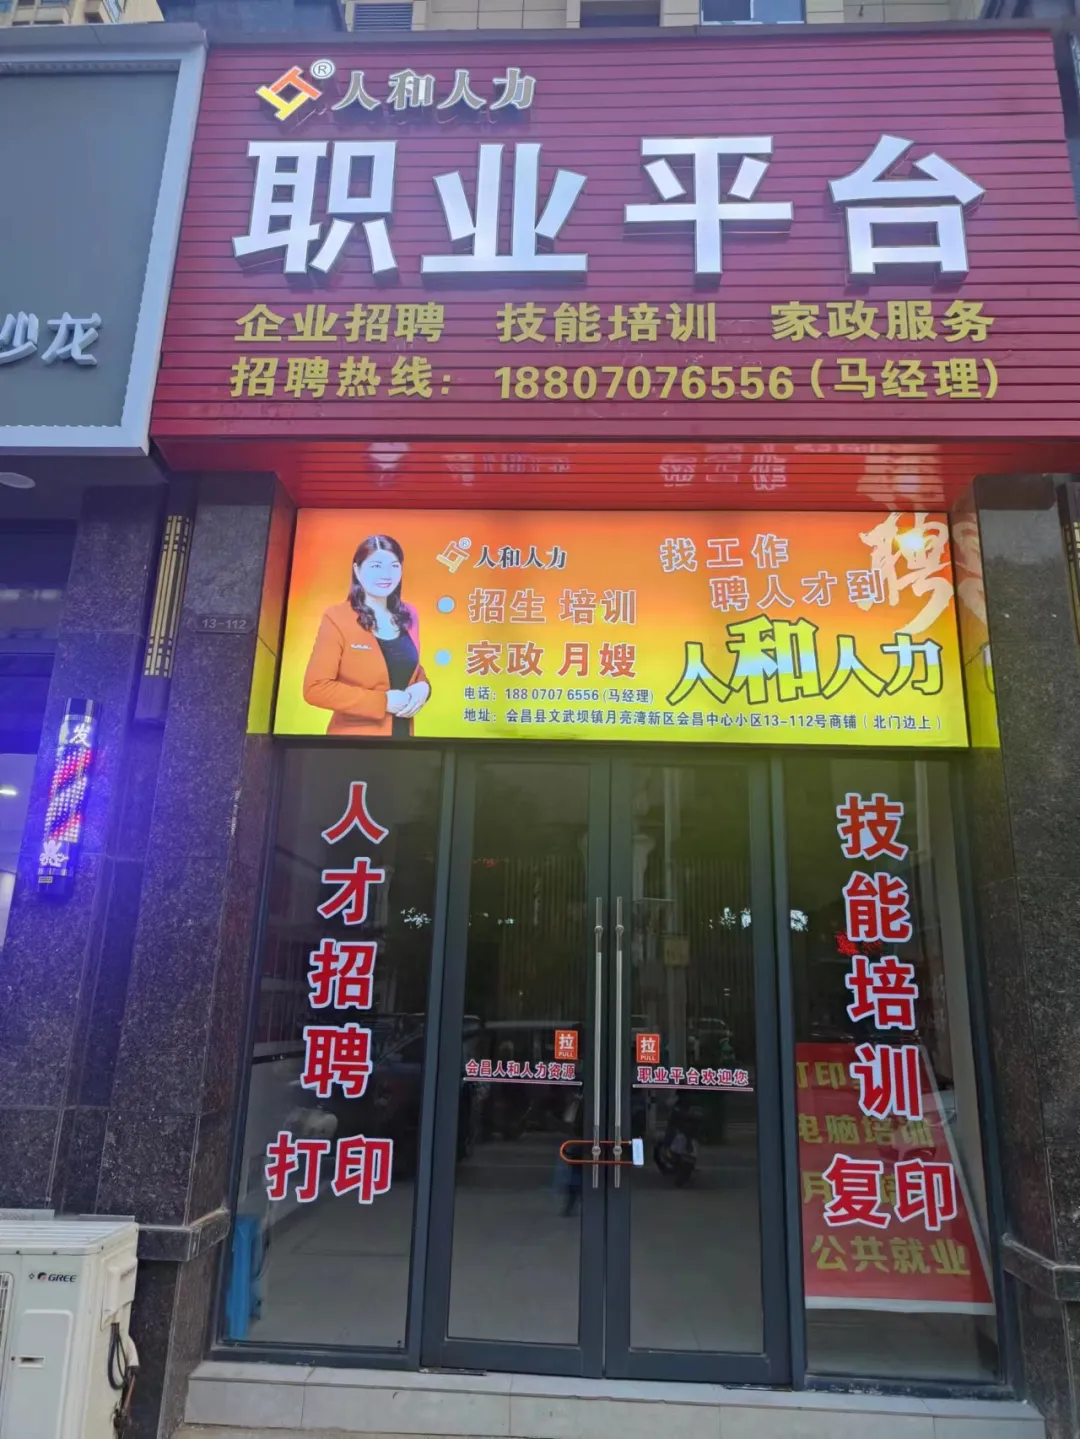 ® 人和人力
职业平台
企业招聘 技能培训 家政服务
招聘热线：18807076556（马经理）
沙龙
® 人和人力
找工作
聘人才到
人和人力
聘
招生 培训
家政 月嫂
电话：188 0707 6556 (马经理)
地址：会昌县文武坝镇月亮湾新区会昌中心小区13-112号商铺（北门边上）
13-112
人才招聘
打印
技能培训
复印
拉
PULL
拉
PULL
会昌人和人力资源
职业平台欢迎您
打印
电脑培训
月
公共就业
GREE